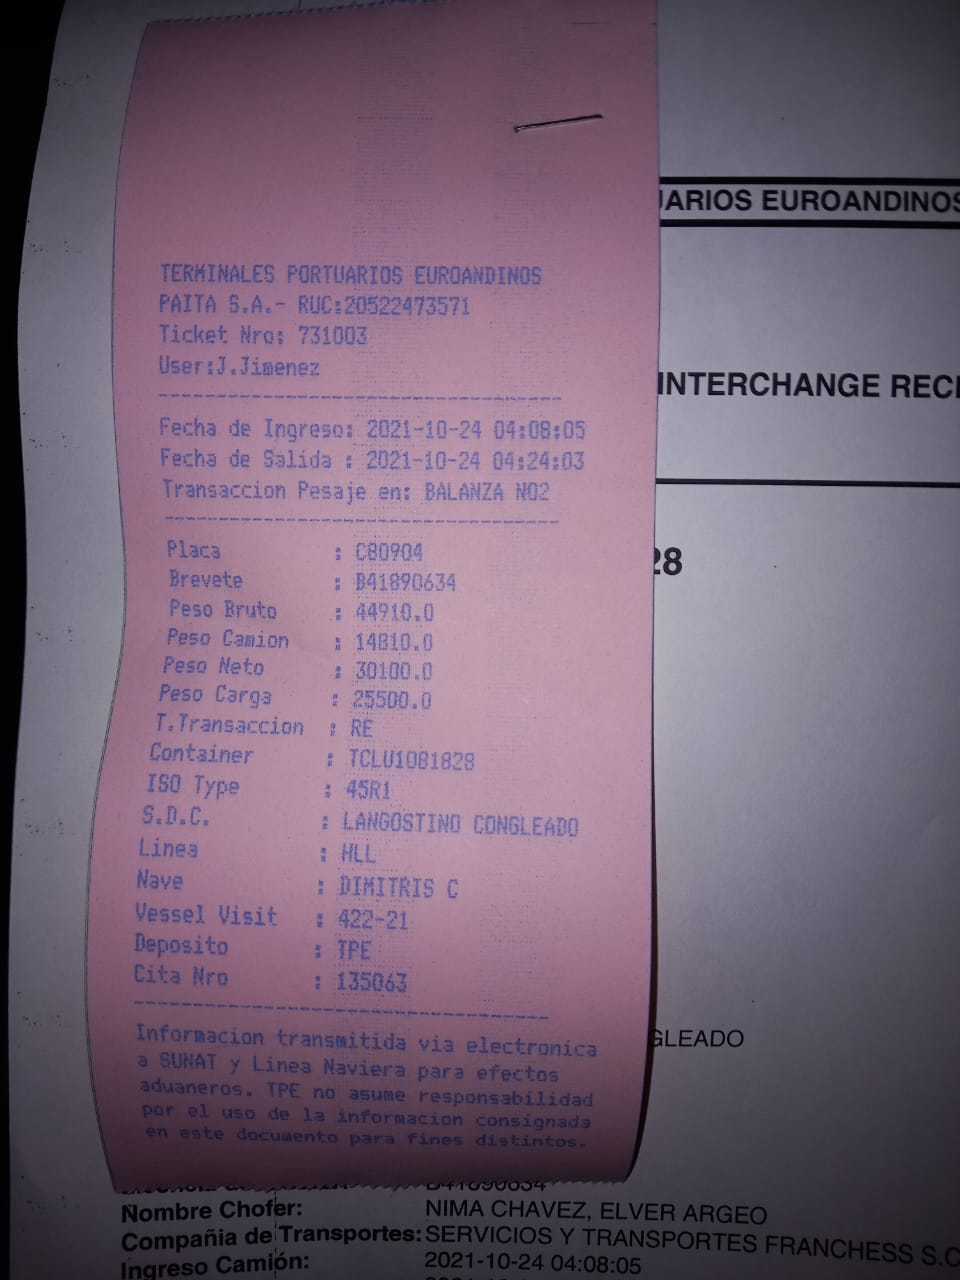 TERMINALES PORTUARIOS EUROANDINOS
PAITA S.A.- RUC:20522473571
Ticket Nro: 731003
User:J.Jimenez
Fecha de Ingreso: 2021-10-24 04:08:05
Fecha de Salida : 2021-10-24 04:24:03
Transaccion Pesaje en: BALANZA NO2
Placa : C80904
Brevete : B41890634
Peso Bruto : 44910.0
Peso Camion : 14810.0
Peso Neto : 30100.0
Peso Carga : 25500.0
T.Transaccion : RE
Container : TCLU1081828
ISO Type : 45R1
S.D.C. : LANGOSTINO CONGLEADO
Linea : HLL
Nave : DIMITRIS C
Vessel Visit : 422-21
Deposito : TPE
Cita Nro : 135063
Informacion transmitida via electronica
a SUNAT y Linea Naviera para efectos
aduaneros. TPE no asume responsabilidad
por el uso de la informacion consignada
en este documento para fines distintos.
UARIOS EUROANDINOS
INTERCHANGE RECE
28
GLEADO
B41890634
Nombre Chofer: NIMA CHAVEZ, ELVER ARGEO
Compañia de Transportes: SERVICIOS Y TRANSPORTES FRANCHESS S.C
Ingreso Camión: 2021-10-24 04:08:05